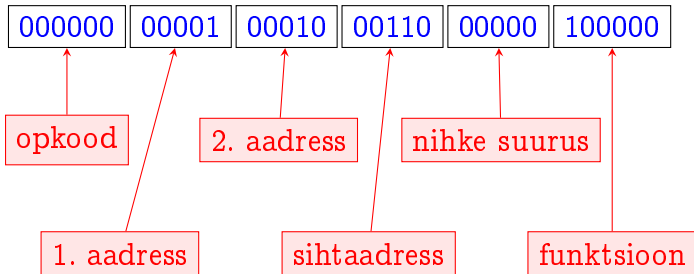 000000 00001 00010 00110 00000 100000
opkood 2. aadress nihke suurus
1. aadress sihtaadress funktsioon